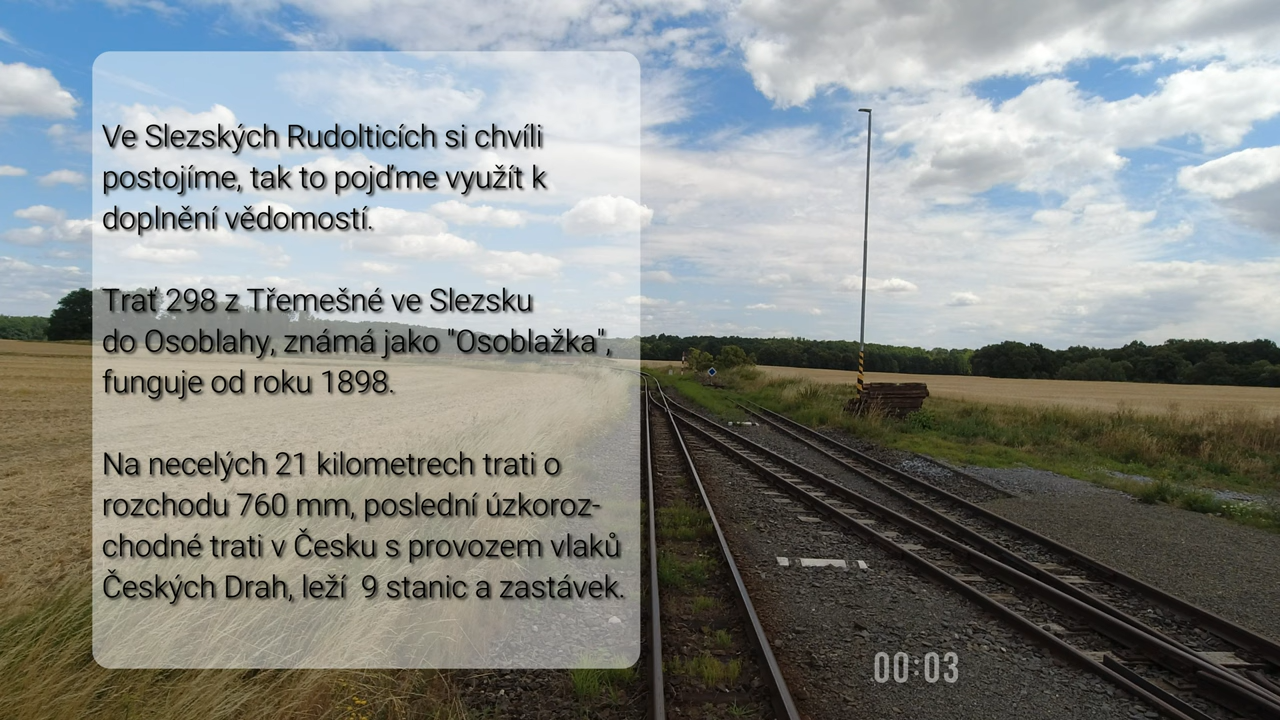 Ve Slezských Rudolticích si chvíli
postojíme, tak to pojďme využít k
doplnění vědomostí.
Trať 298 z Třemešné ve Slezsku
do Osoblahy, známá jako "Osoblažka",
funguje od roku 1898.
Na necelých 21 kilometrech trati o
rozchodu 760 mm, poslední úzkoroz-
chodné trati v Česku s provozem vlaků
Českých Drah, leží  9 stanic a zastávek.
00:03